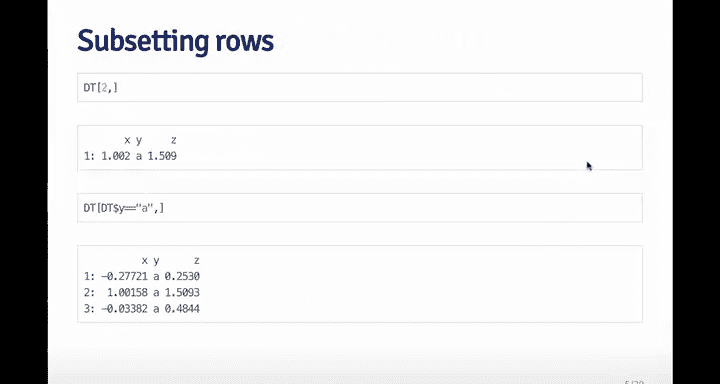 Subsetting rows
DT[2,]
x y z
1: 1.002 a 1.509
DT[DT$y=="a",]
x y z
1: −0.27721 a 0.2530
2: 1.00158 a 1.5093
3: −0.03382 a 0.4844